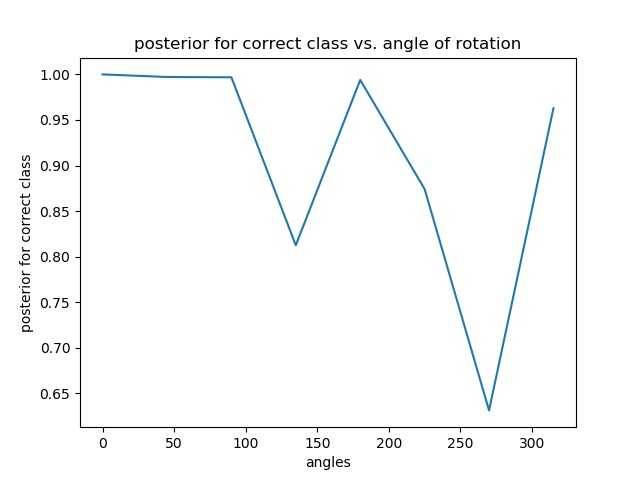 posterior for correct class vs. angle of rotation
1.00
0.95
0.90
0.85
0.80
0.75
0.70
0.65
posterior for correct class
0 50 100 150 200 250 300
angles